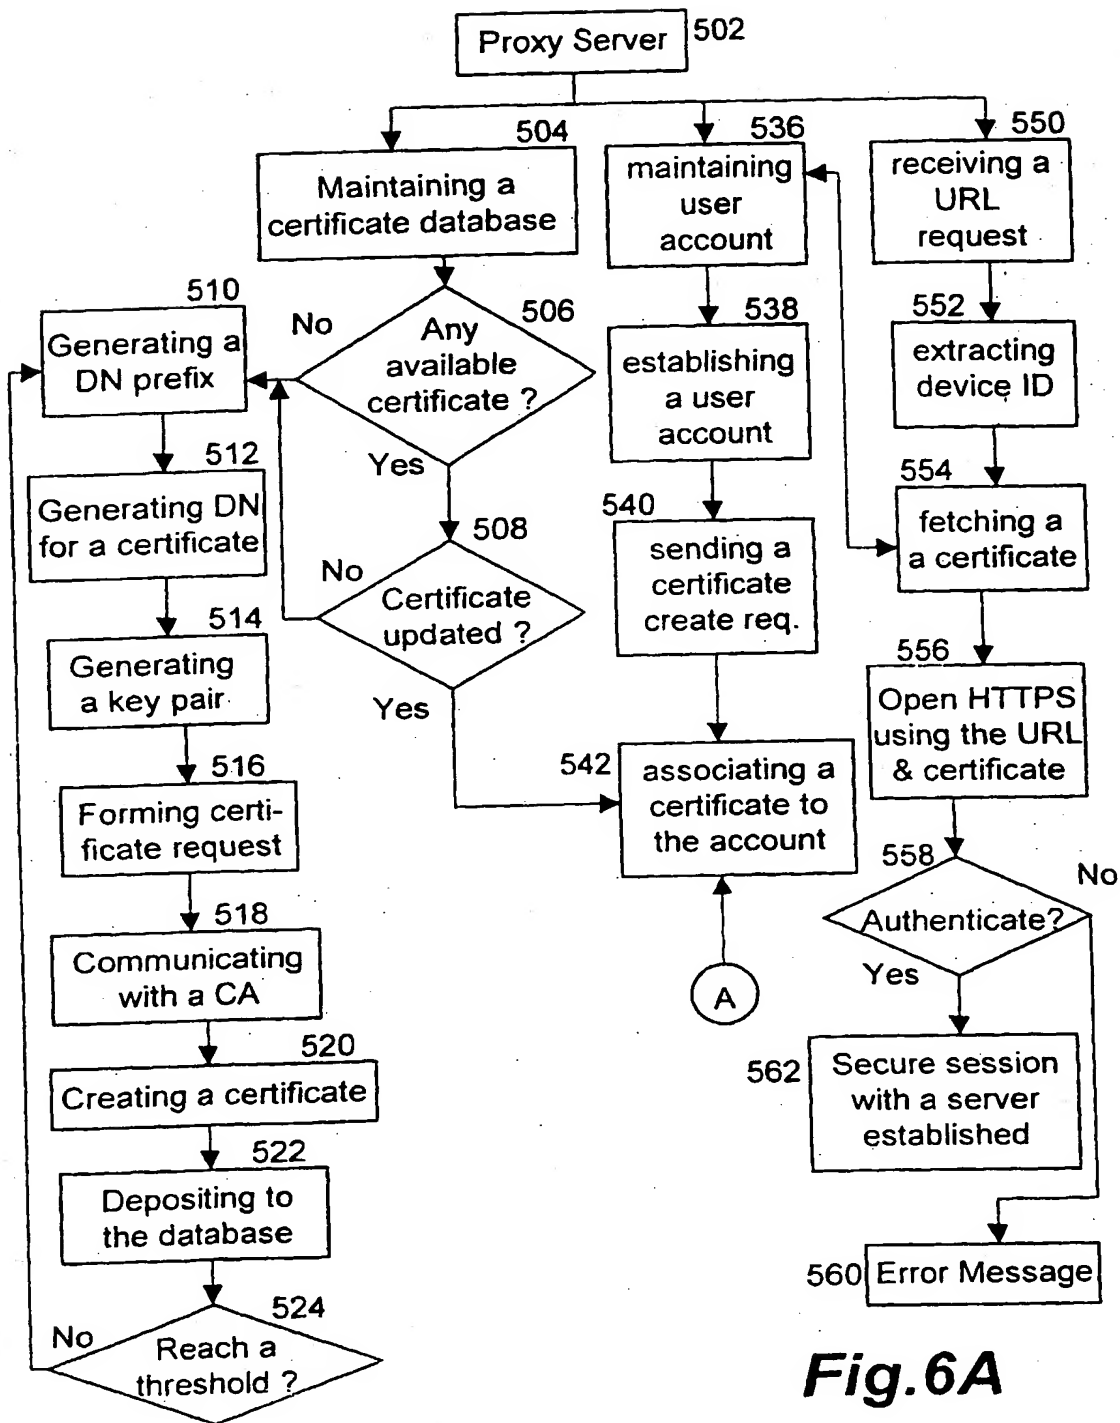 Proxy Server
502
504
Maintaining a
certificate database
506
Any
available
certificate ?
No
Yes
508
Certificate
updated ?
No
Yes
510
Generating a
DN prefix
512
Generating DN
for a certificate
514
Generating
a key pair
516
Forming certi-
ficate request
518
Communicating
with a CA
520
Creating a certificate
522
Depositing to
the database
524
Reach a
threshold ?
No
536
maintaining
user
account
538
establishing
a user
account
540
sending a
certificate
create req.
542
associating a
certificate to
the account
A
550
receiving a
URL
request
552
extracting
device ID
554
fetching a
a certificate
556
Open HTTPS
using the URL
& certificate
558
Authenticate?
No
Yes
562
Secure session
with a server
established
560
Error Message
Fig.6A